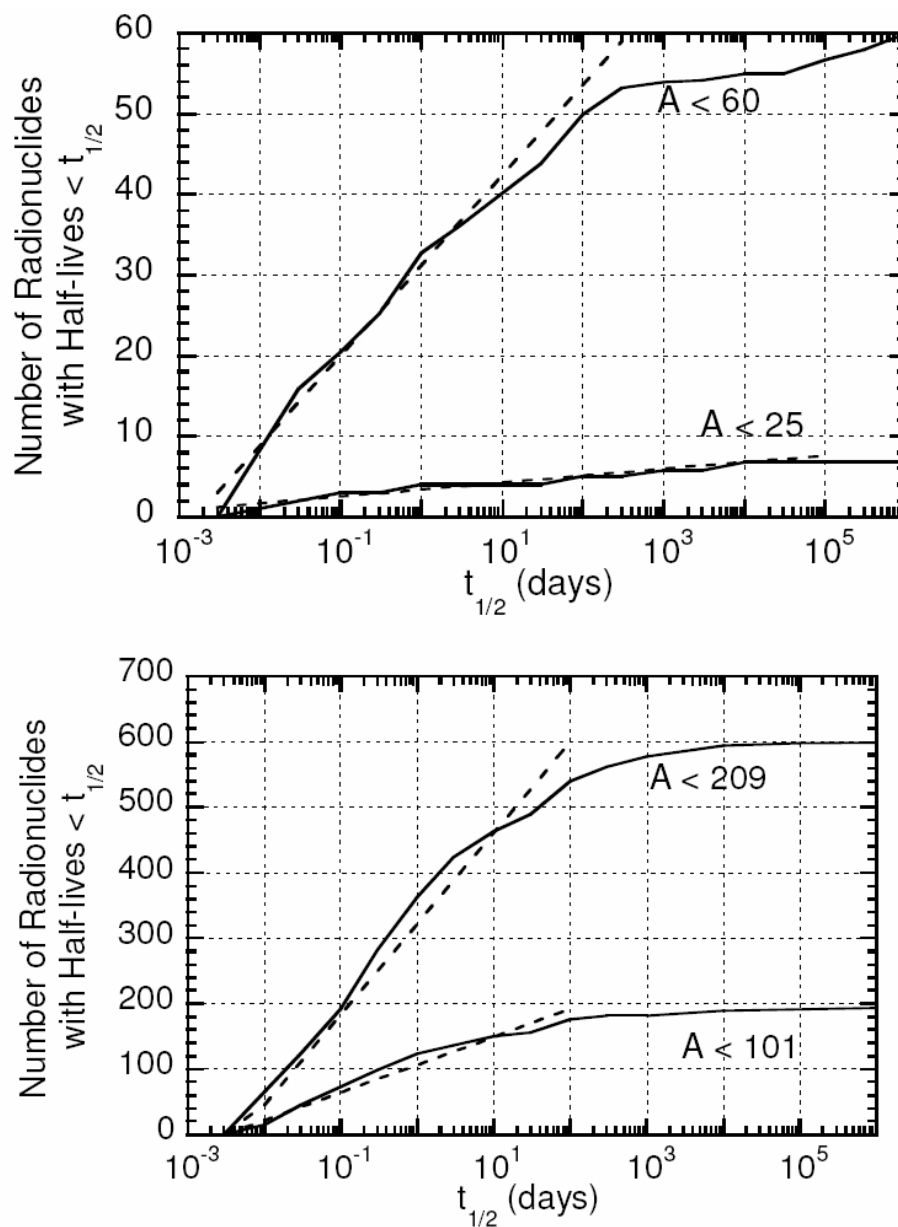 Number of Radionuclides
with Half-lives < t1/2
60
50
40
30
20
10
0
A < 60
A < 25
10-3
10-1
101
103
105
t1/2 (days)
Number of Radionuclides
with Half-lives < t1/2
700
600
500
400
300
200
100
0
A < 209
A < 101
10-3
10-1
101
103
105
t1/2 (days)